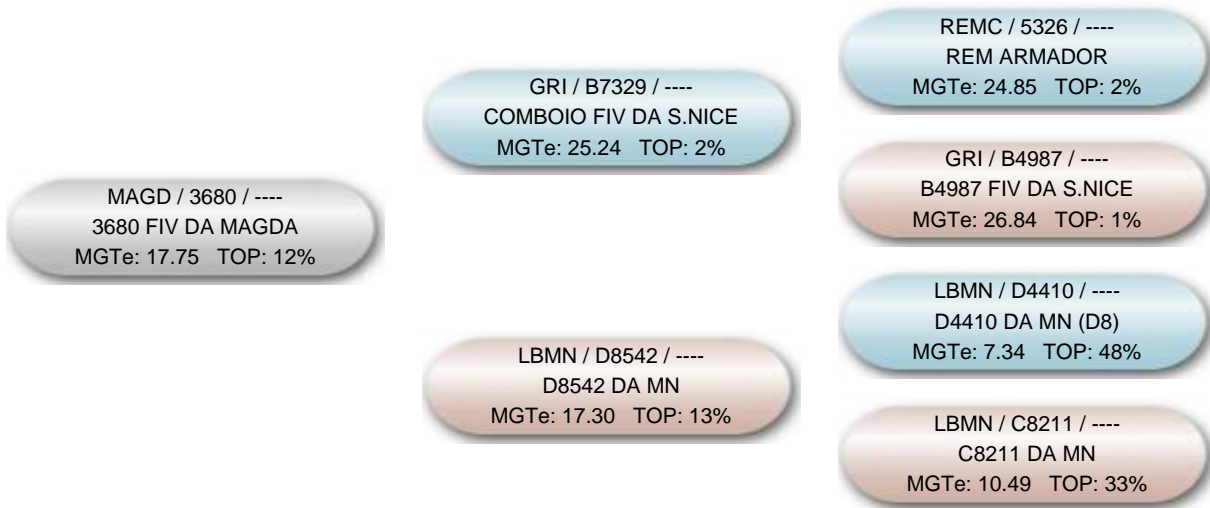 MAGD / 3680 / ----
3680 FIV DA MAGDA
MGTe: 17.75 TOP: 12%
GRI / B7329 / ----
COMBOIO FIV DA S.NICE
MGTe: 25.24 TOP: 2%
LBMN / D8542 / ----
D8542 DA MN
MGTe: 17.30 TOP: 13%
REMC / 5326 / ----
REM ARMADOR
MGTe: 24.85 TOP: 2%
GRI / B4987 / ----
B4987 FIV DA S.NICE
MGTe: 26.84 TOP: 1%
LBMN / D4410 / ----
D4410 DA MN (D8)
MGTe: 7.34 TOP: 48%
LBMN / C8211 / ----
C8211 DA MN
MGTe: 10.49 TOP: 33%